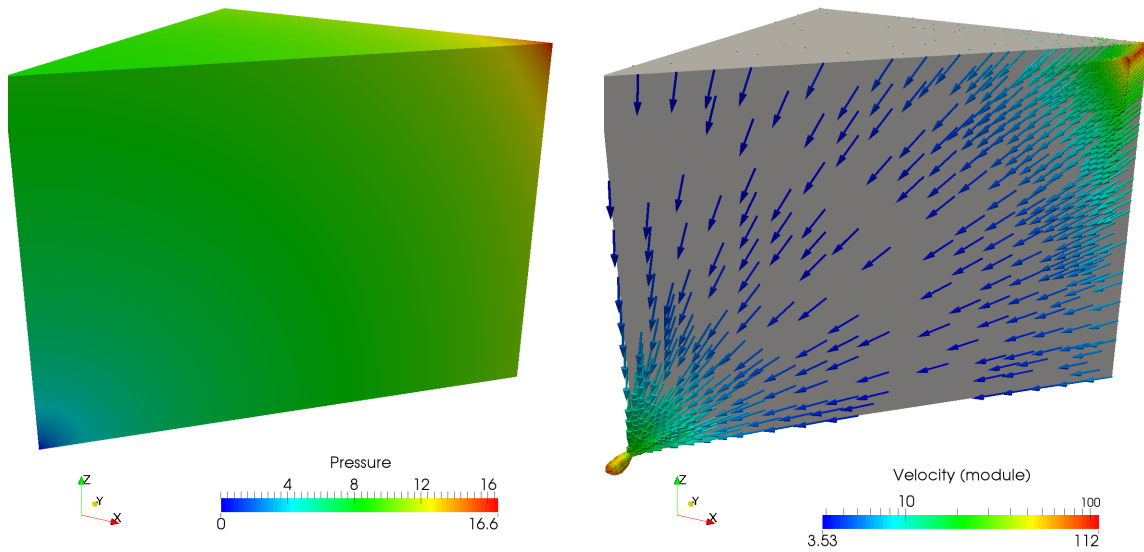 Pressure
4 8 12 16
0 16.6
Z
Y
X
Velocity (module)
10 100
3.53 112
Z
Y
X